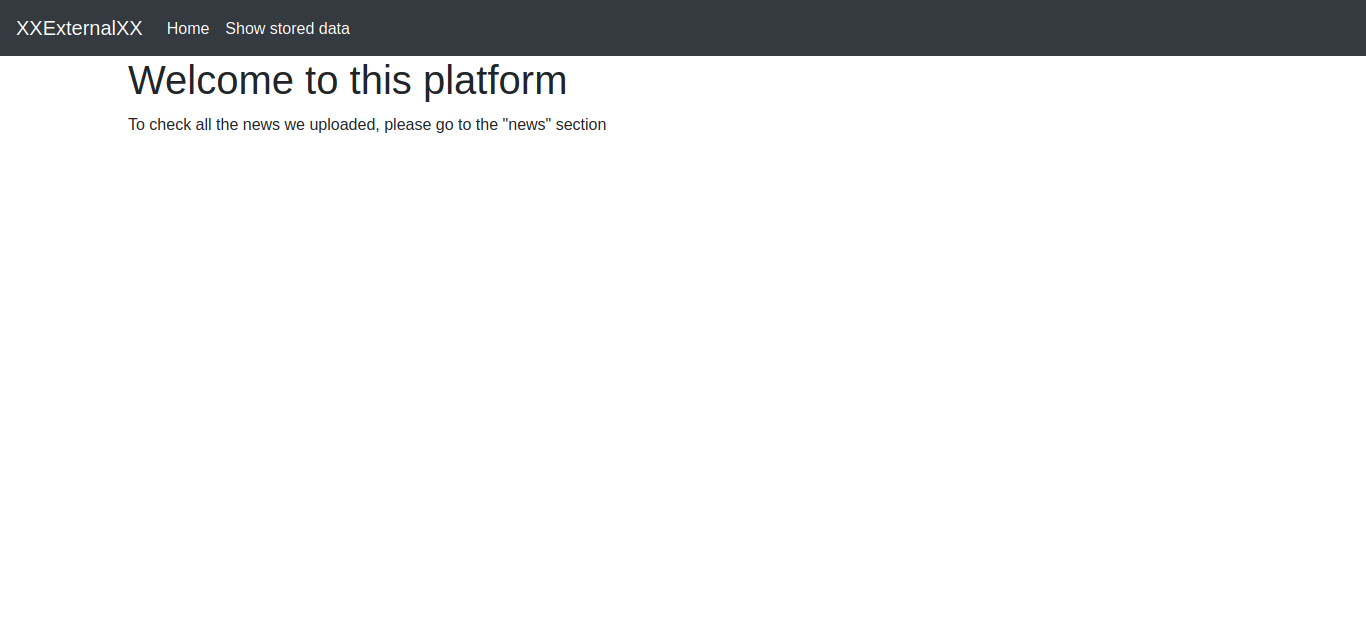 XXExternalXX Home Show stored data
Welcome to this platform
To check all the news we uploaded, please go to the "news" section